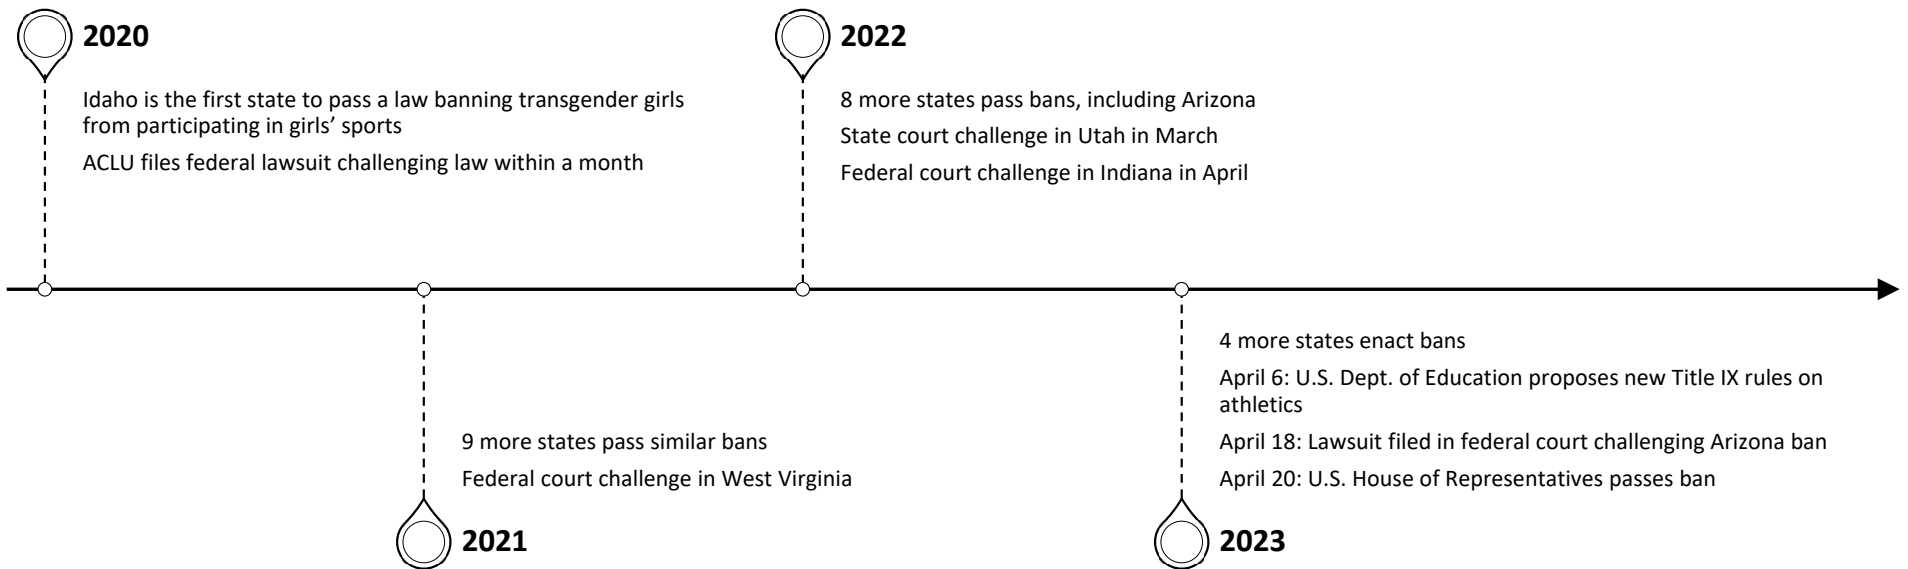 2020
Idaho is the first state to pass a law banning transgender girls
from participating in girls’ sports
ACLU files federal lawsuit challenging law within a month
9 more states pass similar bans
Federal court challenge in West Virginia
2021
2022
8 more states pass bans, including Arizona
State court challenge in Utah in March
Federal court challenge in Indiana in April
4 more states enact bans
April 6: U.S. Dept. of Education proposes new Title IX rules on
athletics
April 18: Lawsuit filed in federal court challenging Arizona ban
April 20: U.S. House of Representatives passes ban
2023